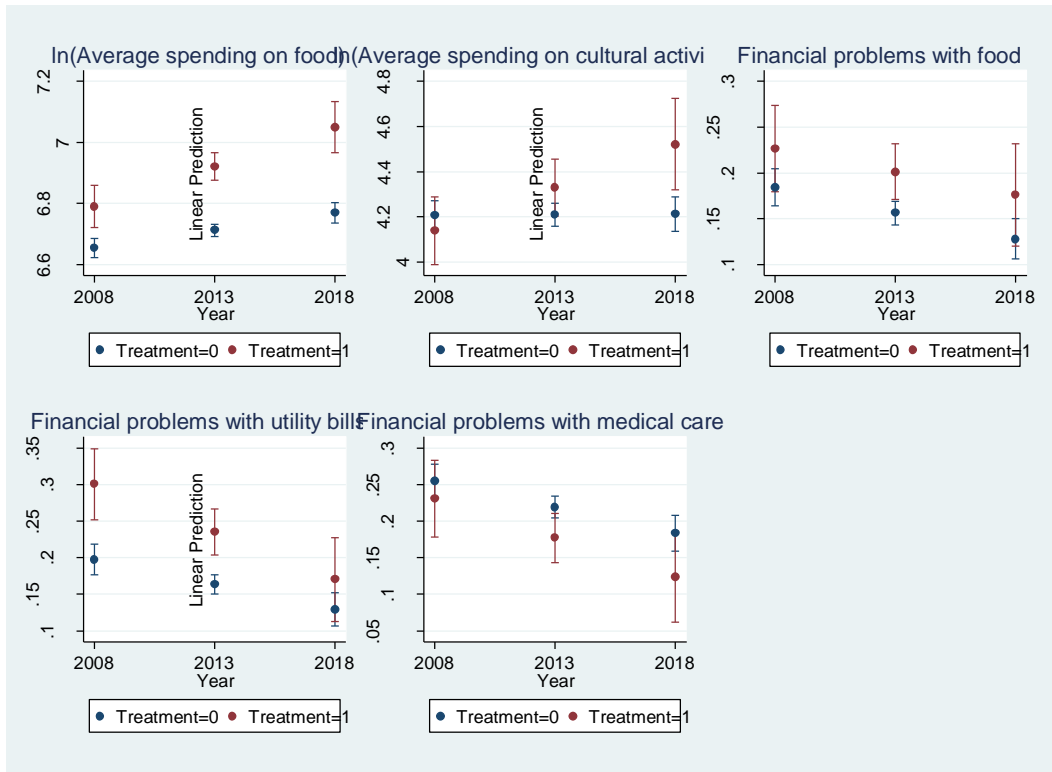 ln(Average spending on food)
ln(Average spending on cultural activi
Financial problems with food
7.2
7
6.8
6.6
2008 2013 2018
Year
Treatment=0 Treatment=1
Linear Prediction
4.8
4.6
4.4
4.2
4
2008 2013 2018
Year
Treatment=0 Treatment=1
Linear Prediction
.3
.25
.2
.15
.1
2008 2013 2018
Year
Treatment=0 Treatment=1
Financial problems with utility bills
Financial problems with medical care
.35
.3
.25
.2
.15
.1
2008 2013 2018
Year
Treatment=0 Treatment=1
Linear Prediction
.3
.25
.2
.15
.1
.05
2008 2013 2018
Year
Treatment=0 Treatment=1